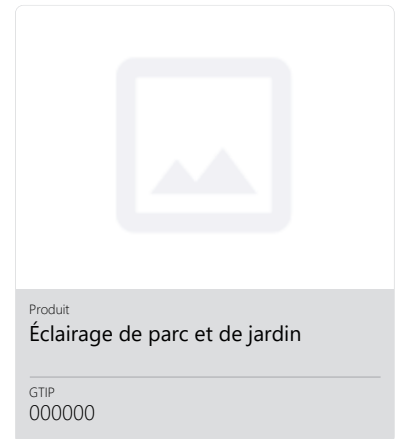 Produit
Éclairage de parc et de jardin
GTIP
000000